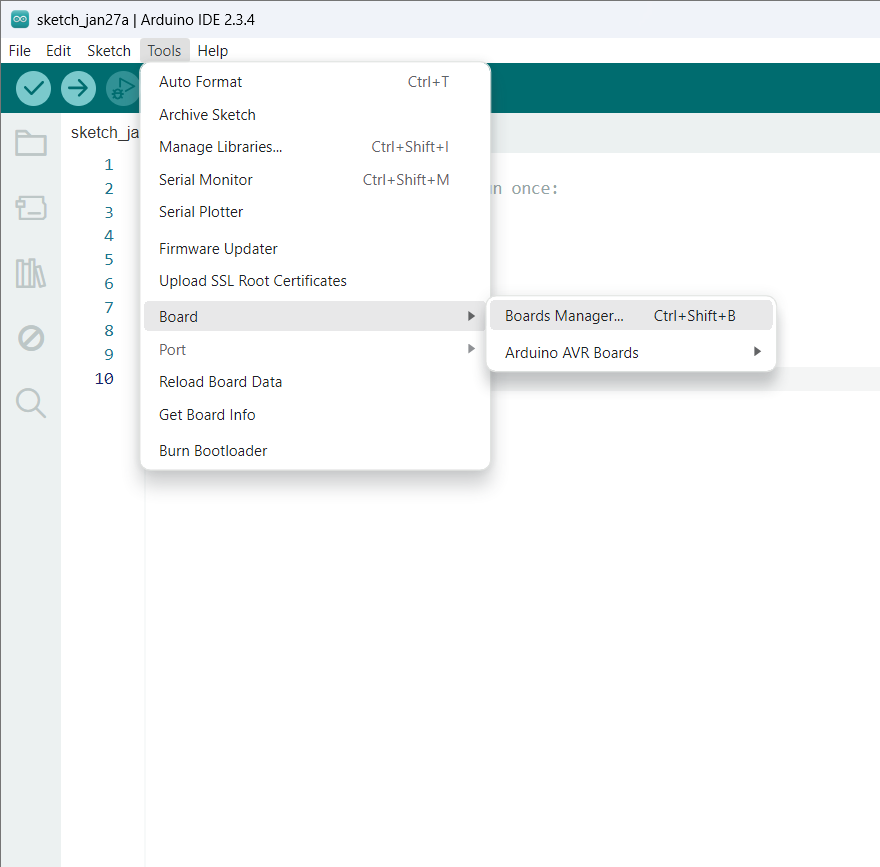 sketch_jan27a | Arduino IDE 2.3.4
File Edit Sketch Tools Help
Auto Format Ctrl+T
sketch_ja
Archive Sketch
Manage Libraries... Ctrl+Shift+I
1
Serial Monitor Ctrl+Shift+M
2 n once:
Serial Plotter
3
4
Firmware Updater
5
Upload SSL Root Certificates
6
7
Board
Boards Manager... Ctrl+Shift+B
8
Port
Arduino AVR Boards
9
Reload Board Data
10
Get Board Info
Burn Bootloader